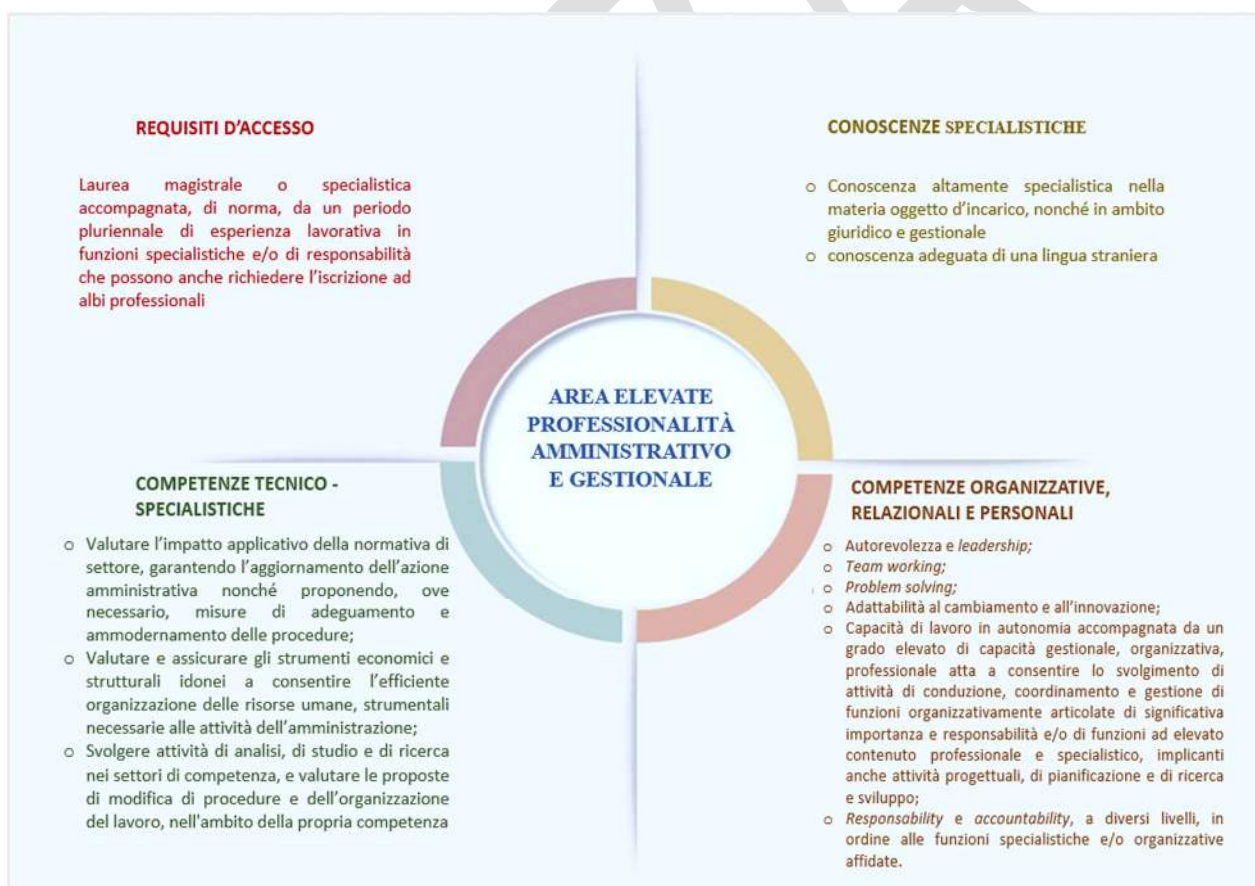 REQUISITI D'ACCESSO
Laurea magistrale o specialistica
accompagnata, di norma, da un periodo
pluriennale di esperienza lavorativa in
funzioni specialistiche e/o di responsabilità
che possono anche richiedere l'iscrizione ad
albi professionali
CONOSCENZE SPECIALISTICHE
o Conoscenza altamente specialistica nella
materia oggetto d'incarico, nonché in ambito
giuridico e gestionale
o conoscenza adeguata di una lingua straniera
AREA ELEVATE
PROFESSIONALITÀ
AMMINISTRATIVO
E GESTIONALE
COMPETENZE TECNICO -
SPECIALISTICHE
o Valutare l'impatto applicativo della normativa di
settore, garantendo l'aggiornamento dell'azione
amministrativa nonché proponendo, ove
necessario, misure di adeguamento e
ammodernamento delle procedure;
o Valutare e assicurare gli strumenti economici e
strutturali idonei a consentire l'efficiente
organizzazione delle risorse umane, strumentali
necessarie alle attività dell'amministrazione;
o Svolgere attività di analisi, di studio e di ricerca
nei settori di competenza, e valutare le proposte
di modifica di procedure e dell'organizzazione
del lavoro, nell'ambito della propria competenza
COMPETENZE ORGANIZZATIVE,
RELAZIONALI E PERSONALI
o Autorevolezza e leadership;
o Team working;
o Problem solving;
o Adattabilità al cambiamento e all'innovazione;
o Capacità di lavoro in autonomia accompagnata da un
grado elevato di capacità gestionale, organizzativa,
professionale atta a consentire lo svolgimento di
attività di conduzione, coordinamento e gestione di
funzioni organizzativamente articolate di significativa
importanza e responsabilità e/o di funzioni ad elevato
contenuto professionale e specialistico, implicanti
anche attività progettuali, di pianificazione e di ricerca
e sviluppo;
o Responsability e accountability, a diversi livelli, in
ordine alle funzioni specialistiche e/o organizzative
affidate.